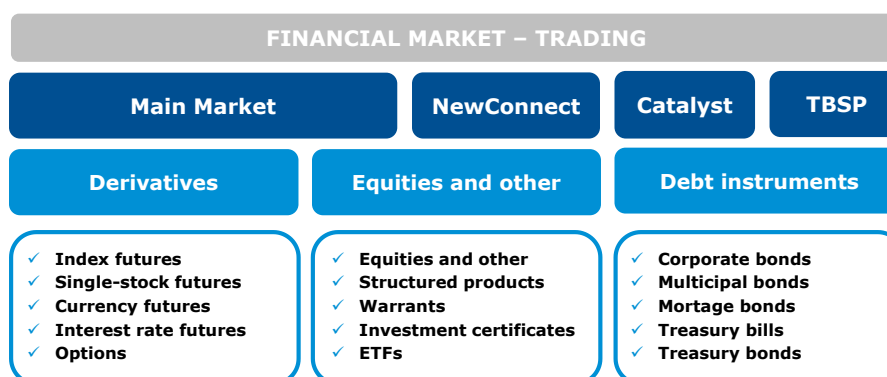 FINANCIAL MARKET – TRADING
Main Market
NewConnect
Catalyst
TBSP
Derivatives
Equities and other
Debt instruments
✓ Index futures
✓ Single-stock futures
✓ Currency futures
✓ Interest rate futures
✓ Options
✓ Equities and other
✓ Structured products
✓ Warrants
✓ Investment certificates
✓ ETFs
✓ Corporate bonds
✓ Multicipal bonds
✓ Mortage bonds
✓ Treasury bills
✓ Treasury bonds